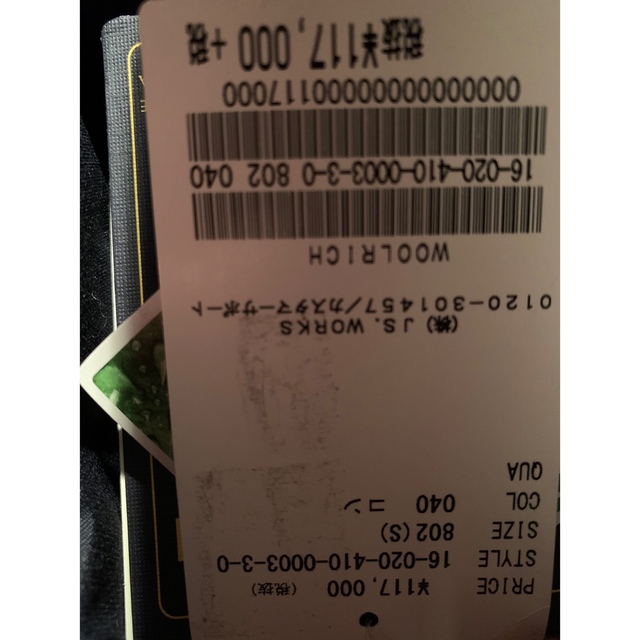 PRICE ¥117,000 (税抜)
STYLE 16-020-410-0003-3-0
SIZE 802(S)
COL 040 コン
QUA
(株) J.S. WORKS
0120-301457/カスタマーサポート
WOOLRICH
16-020-410-0003-3-0 802 040
0000000000000117000
税抜¥117,000 +税